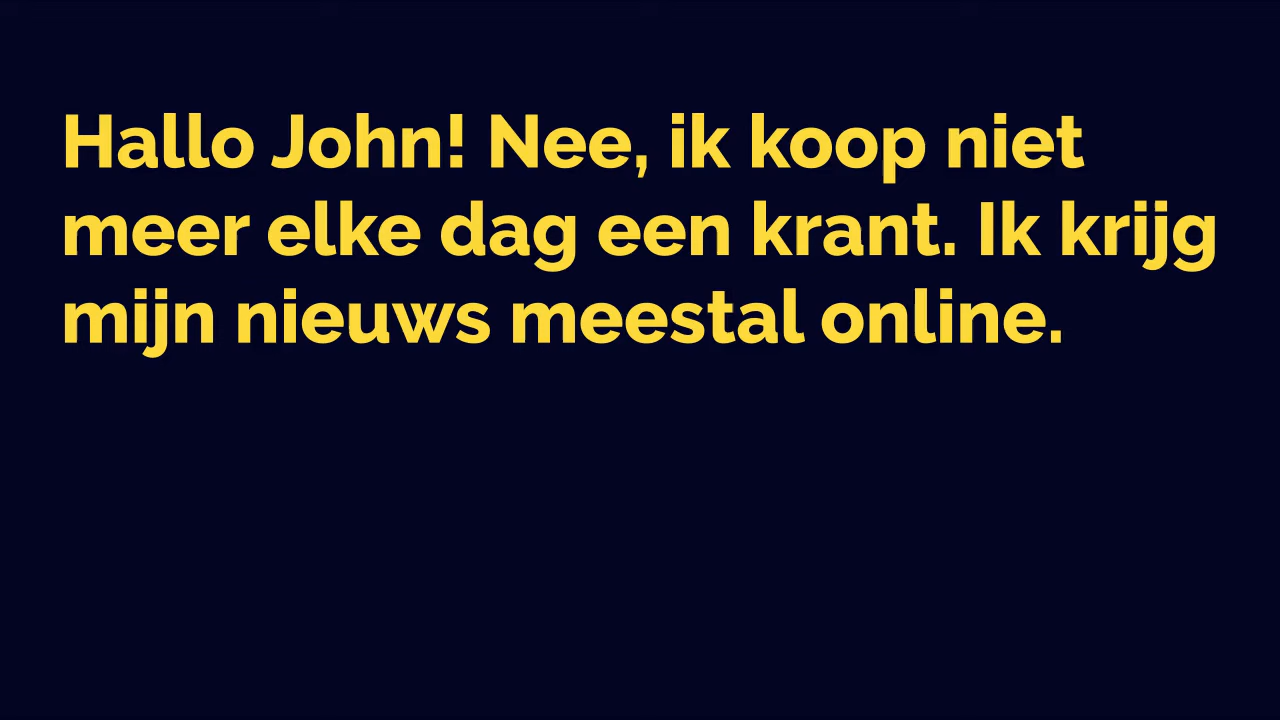 Hallo John! Nee, ik koop niet
meer elke dag een krant. Ik krijg
mijn nieuws meestal online.